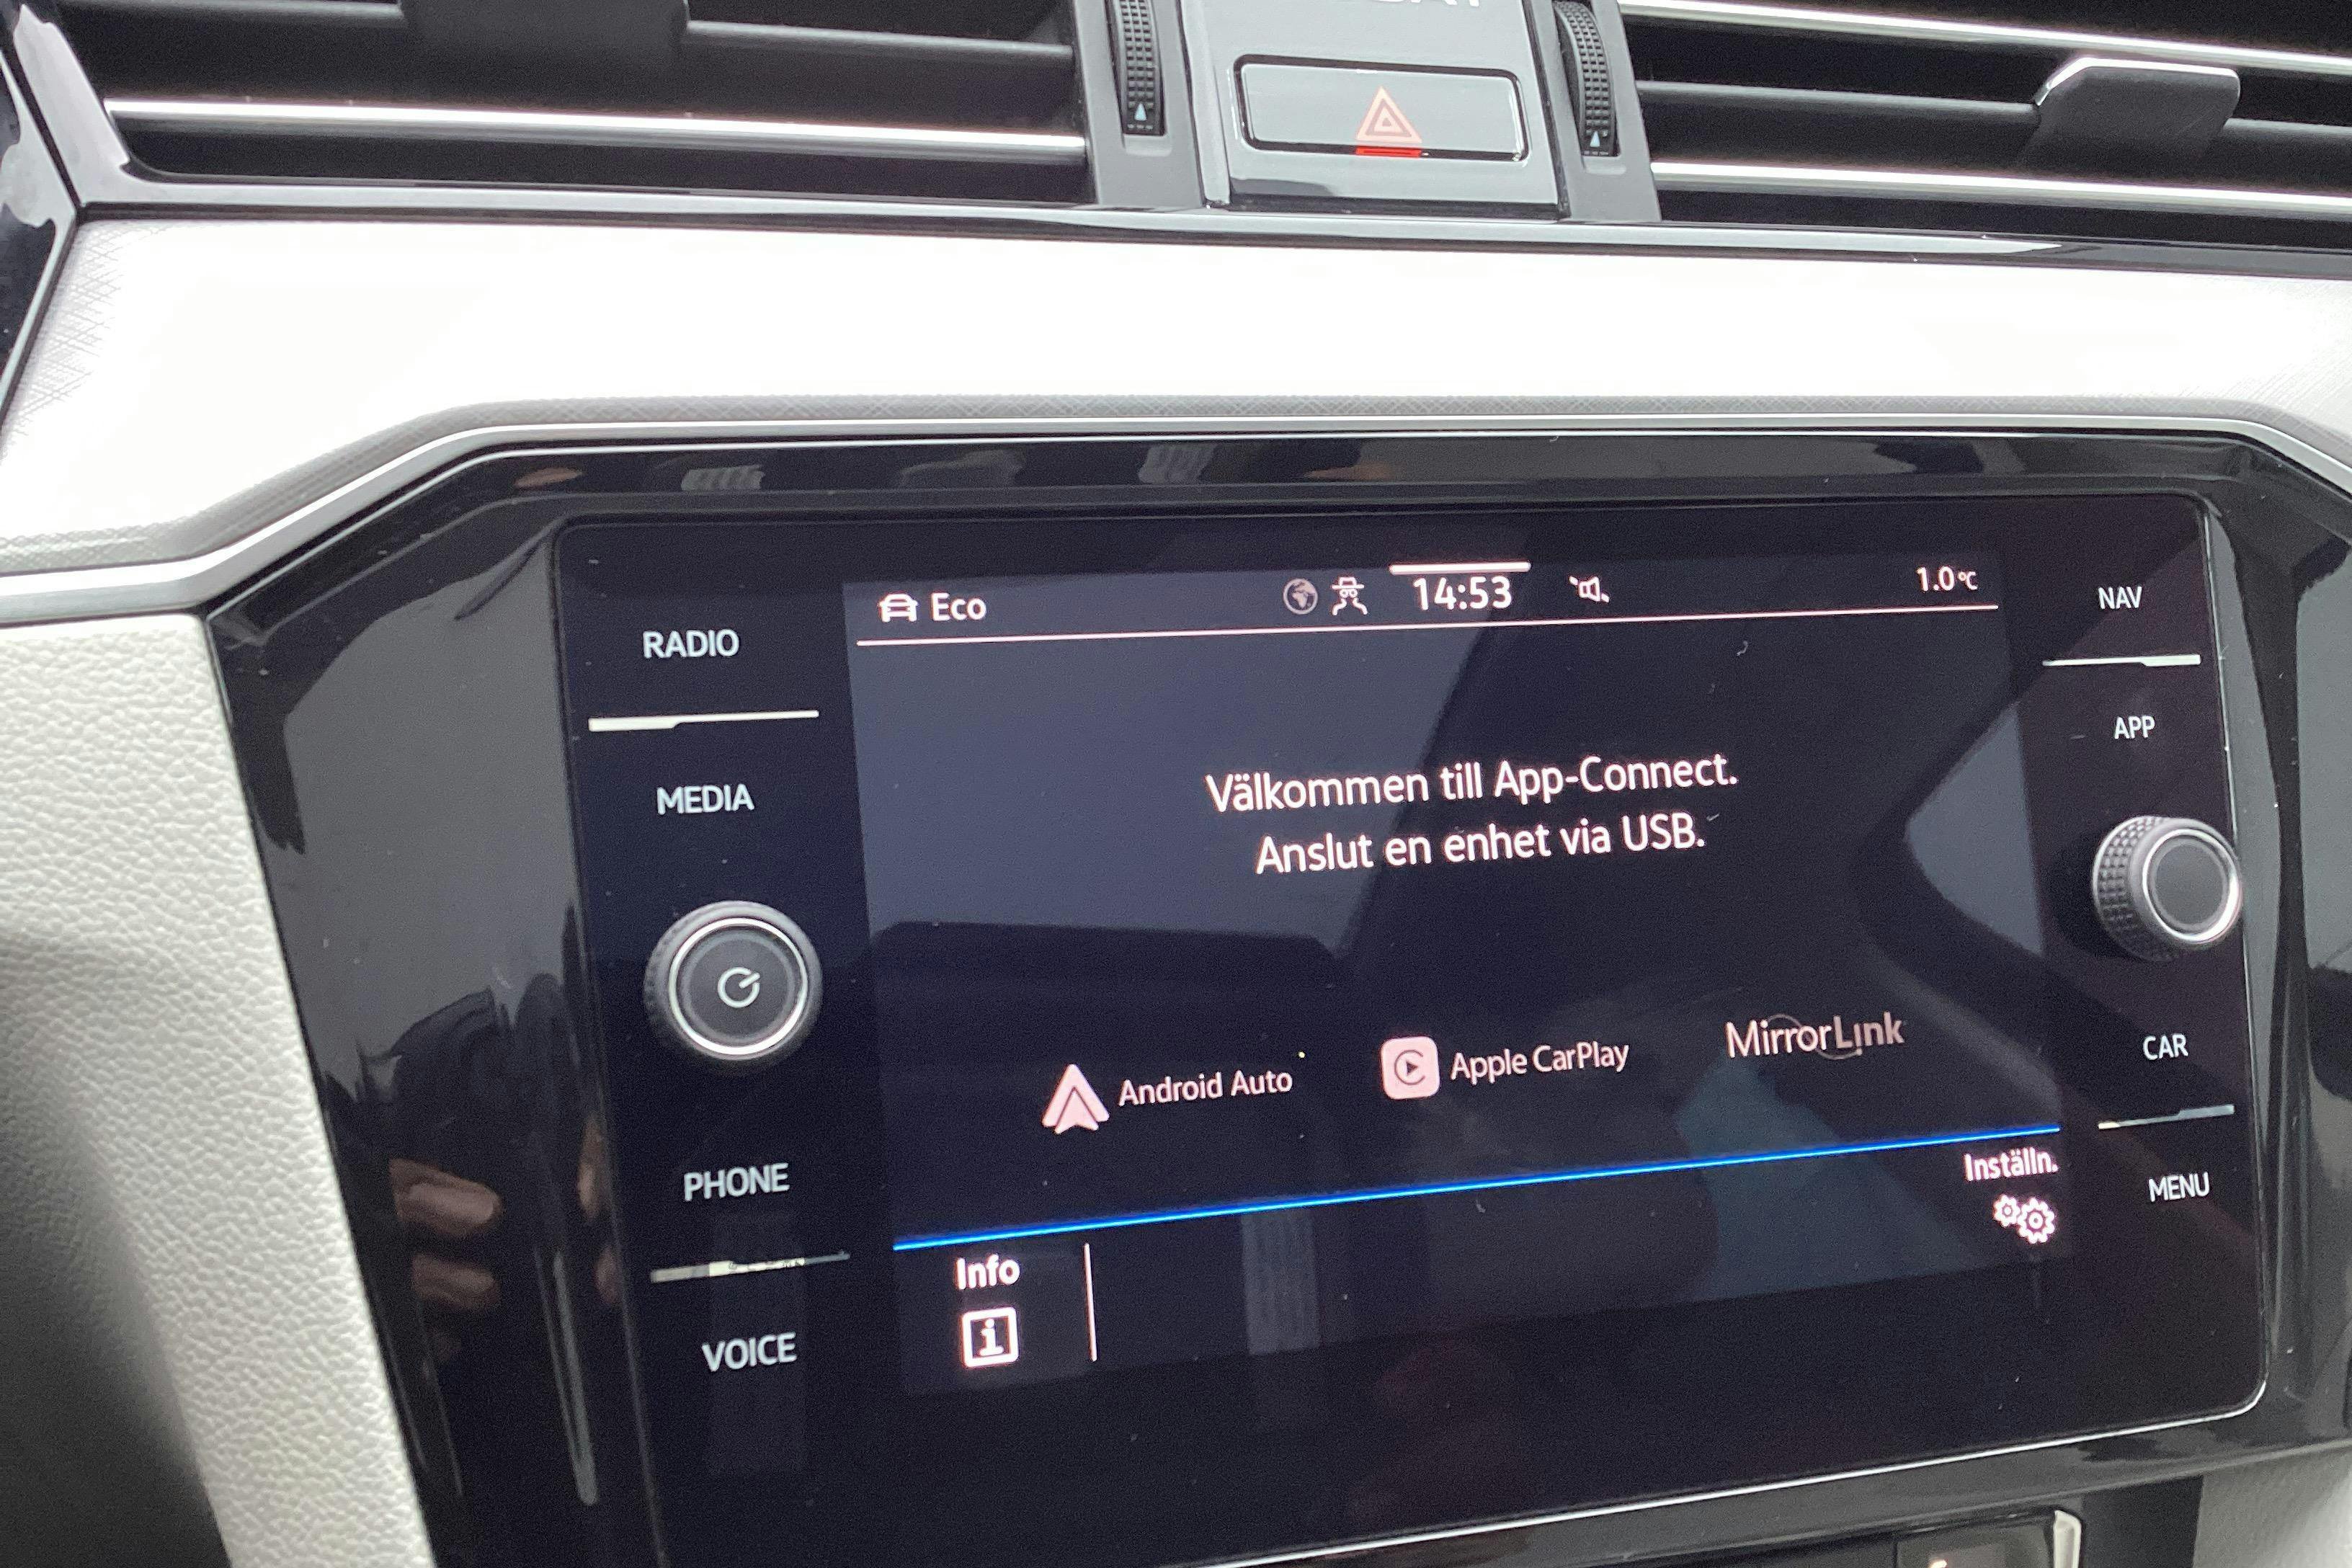 RADIO
MEDIA
PHONE
VOICE
Eco
14:53
1.0°C
Välkommen till App-Connect.
Anslut en enhet via USB.
Android Auto
Apple CarPlay
MirrorLink
Info
Inställn.
NAV
APP
CAR
MENU